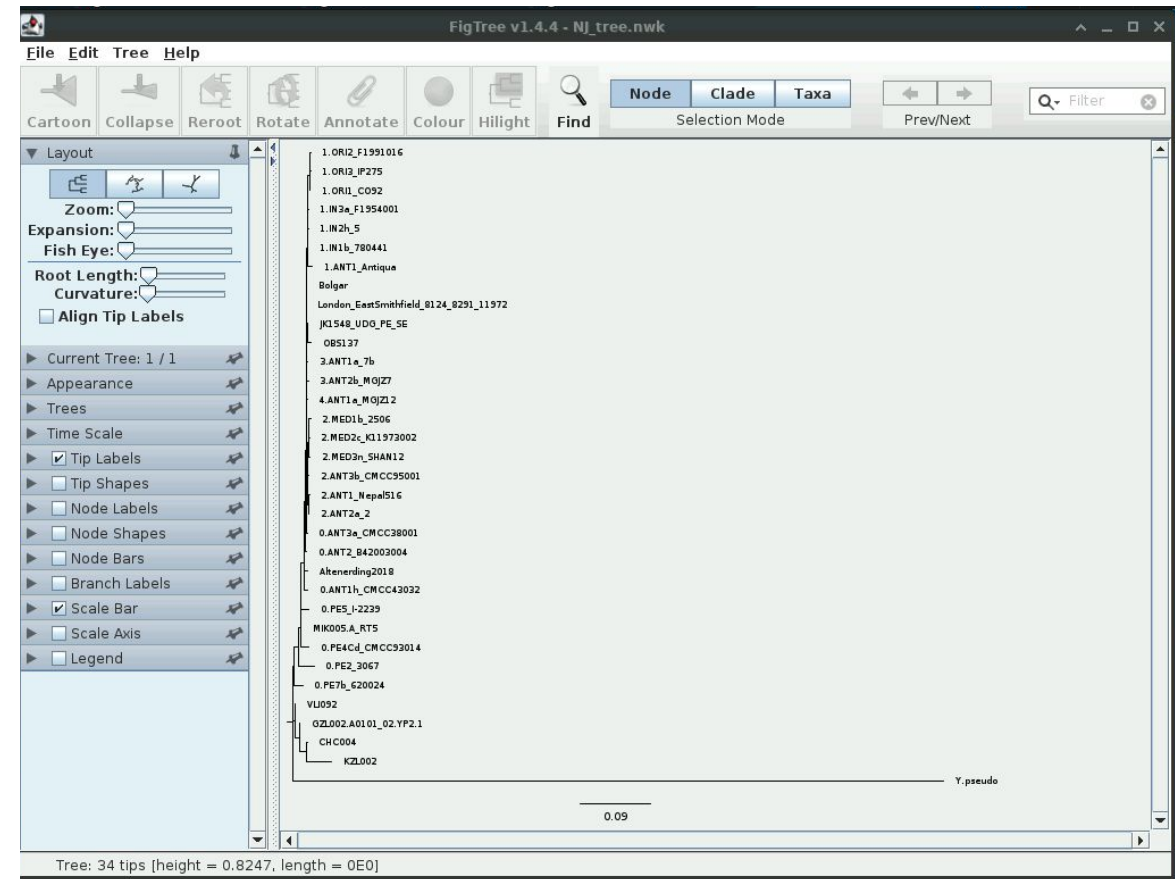 FigTree v1.4.4 - NJ_tree.nwk
File Edit Tree Help
Cartoon Collapse Reroot Rotate Annotate Colour Hilight Find
Node Clade Taxa
Selection Mode
Prev/Next
Filter
Layout
Zoom:
Expansion:
Fish Eye:
Root Length:
Curvature:
Align Tip Labels
Current Tree: 1 / 1
Appearance
Trees
Time Scale
Tip Labels
Tip Shapes
Node Labels
Node Shapes
Node Bars
Branch Labels
Scale Bar
Scale Axis
Legend
1.ORI2_F1991016
1.ORI3_IP275
1.ORI1_CO92
1.IN3a_F1954001
1.IN2h_5
1.IN1b_780441
1.ANT1_Antiqua
Bolgar
London_EastSmithfield_8124_8291_11972
JK1548_UDG_PE_SE
OBS137
3.ANT1a_7b
3.ANT2b_MGJZ7
4.ANT1a_MGJZ12
2.MED1b_2506
2.MED2c_K11973002
2.MED3n_SHAN12
2.ANT3b_CMCC95001
2.ANT1_Nepal516
2.ANT2a_2
0.ANT3a_CMCC38001
0.ANT2_B42003004
Altenerding2018
0.ANT1h_CMCC43032
0.PE5_I-2239
MIK005.A_RT5
0.PE4Cd_CMCC93014
0.PE2_3067
0.PE7b_620024
VLI092
GZL002.A0101_02.YP2.1
CHC004
KZL002
Y.pseudo
0.09
Tree: 34 tips [height = 0.8247, length = 0E0]